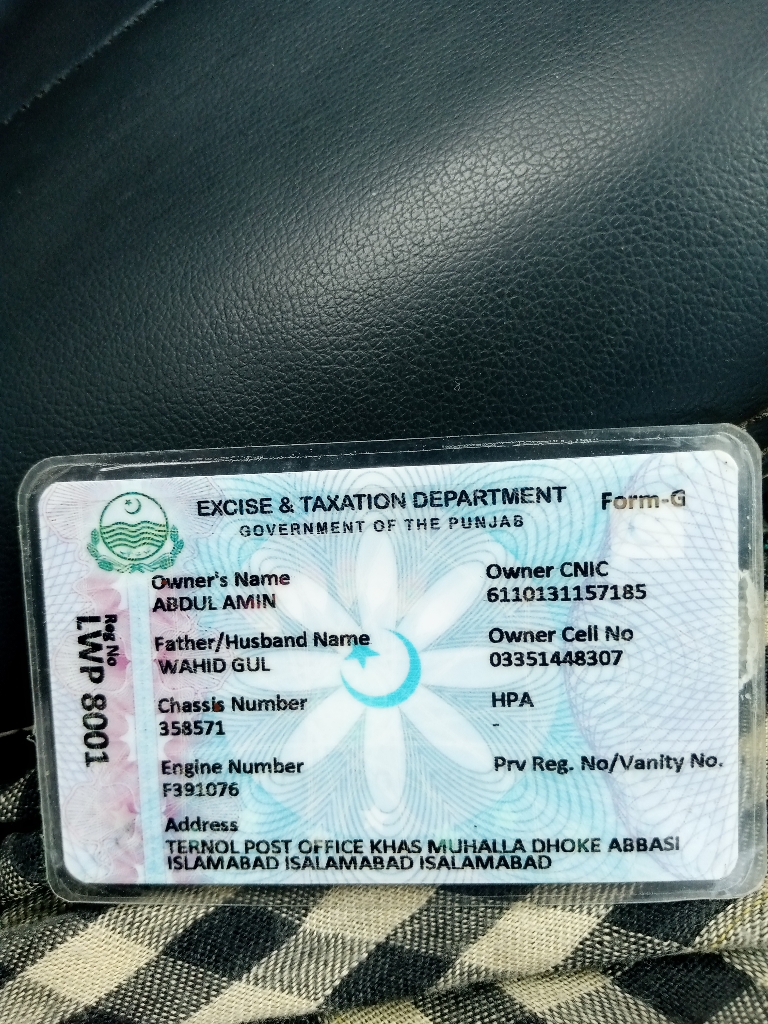 EXCISE & TAXATION DEPARTMENT
GOVERNMENT OF THE PUNJAB
Form-G
Reg No
LWP 8001
Owner's Name
ABDUL AMIN
Owner CNIC
6110131157185
Father/Husband Name
WAHID GUL
Owner Cell No
03351448307
Chassis Number
358571
HPA
-
Engine Number
F391076
Prv Reg. No/Vanity No.
Address
TERNOL POST OFFICE KHAS MUHALLA DHOKE ABBASI
ISLAMABAD ISALAMABAD ISALAMABAD